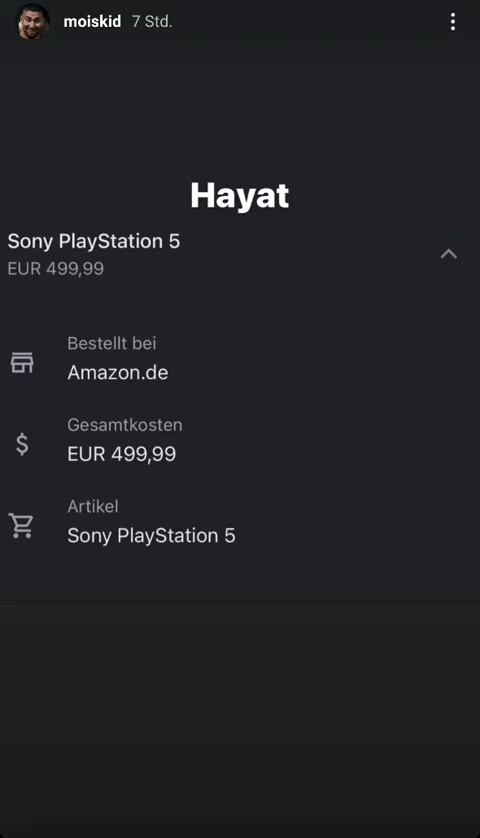 moiskid 7 Std.
Hayat
Sony PlayStation 5
EUR 499,99
Bestellt bei
Amazon.de
Gesamtkosten
EUR 499,99
Artikel
Sony PlayStation 5